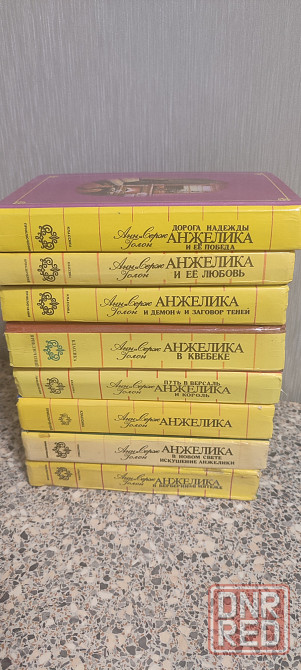 Анн и Серж
Голон
ДОРОГА НАДЕЖДЫ
АНЖЕЛИКА
И ЕЁ ПОБЕДА
Анн и Серж
Голон
АНЖЕЛИКА
И ЕЁ ЛЮБОВЬ
Анн и Серж
Голон
АНЖЕЛИКА
И ДЕМОН ★ И ЗАГОВОР ТЕНЕЙ
Анн и Серж
Голон
АНЖЕЛИКА
В КВЕБЕКЕ
Анн и Серж
Голон
ПУТЬ В ВЕРСАЛЬ
АНЖЕЛИКА
И КОРОЛЬ
Анн и Серж
Голон
АНЖЕЛИКА
Анн и Серж
Голон
АНЖЕЛИКА
В НОВОМ СВЕТЕ
ИСКУШЕНИЕ АНЖЕЛИКИ
Анн и Серж
Голон
АНЖЕЛИКА
DNR
RED